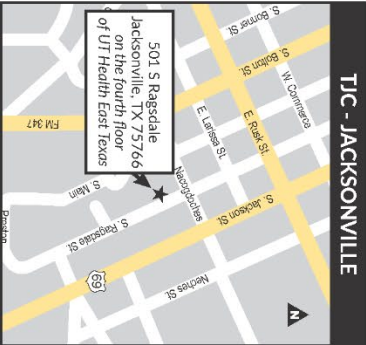 TJC - JACKSONVILLE
S. Bonner St.
S. Bolton St.
W. Commerce
E. Larissa St.
E. Rusk St.
501 S Ragsdale
Jacksonville, TX 75766
on the fourth floor
of UT Health East Texas
FM 347
Nacogdoches
S. Main
S. Jackson St.
S. Ragsdale St.
69
Neches St.
N